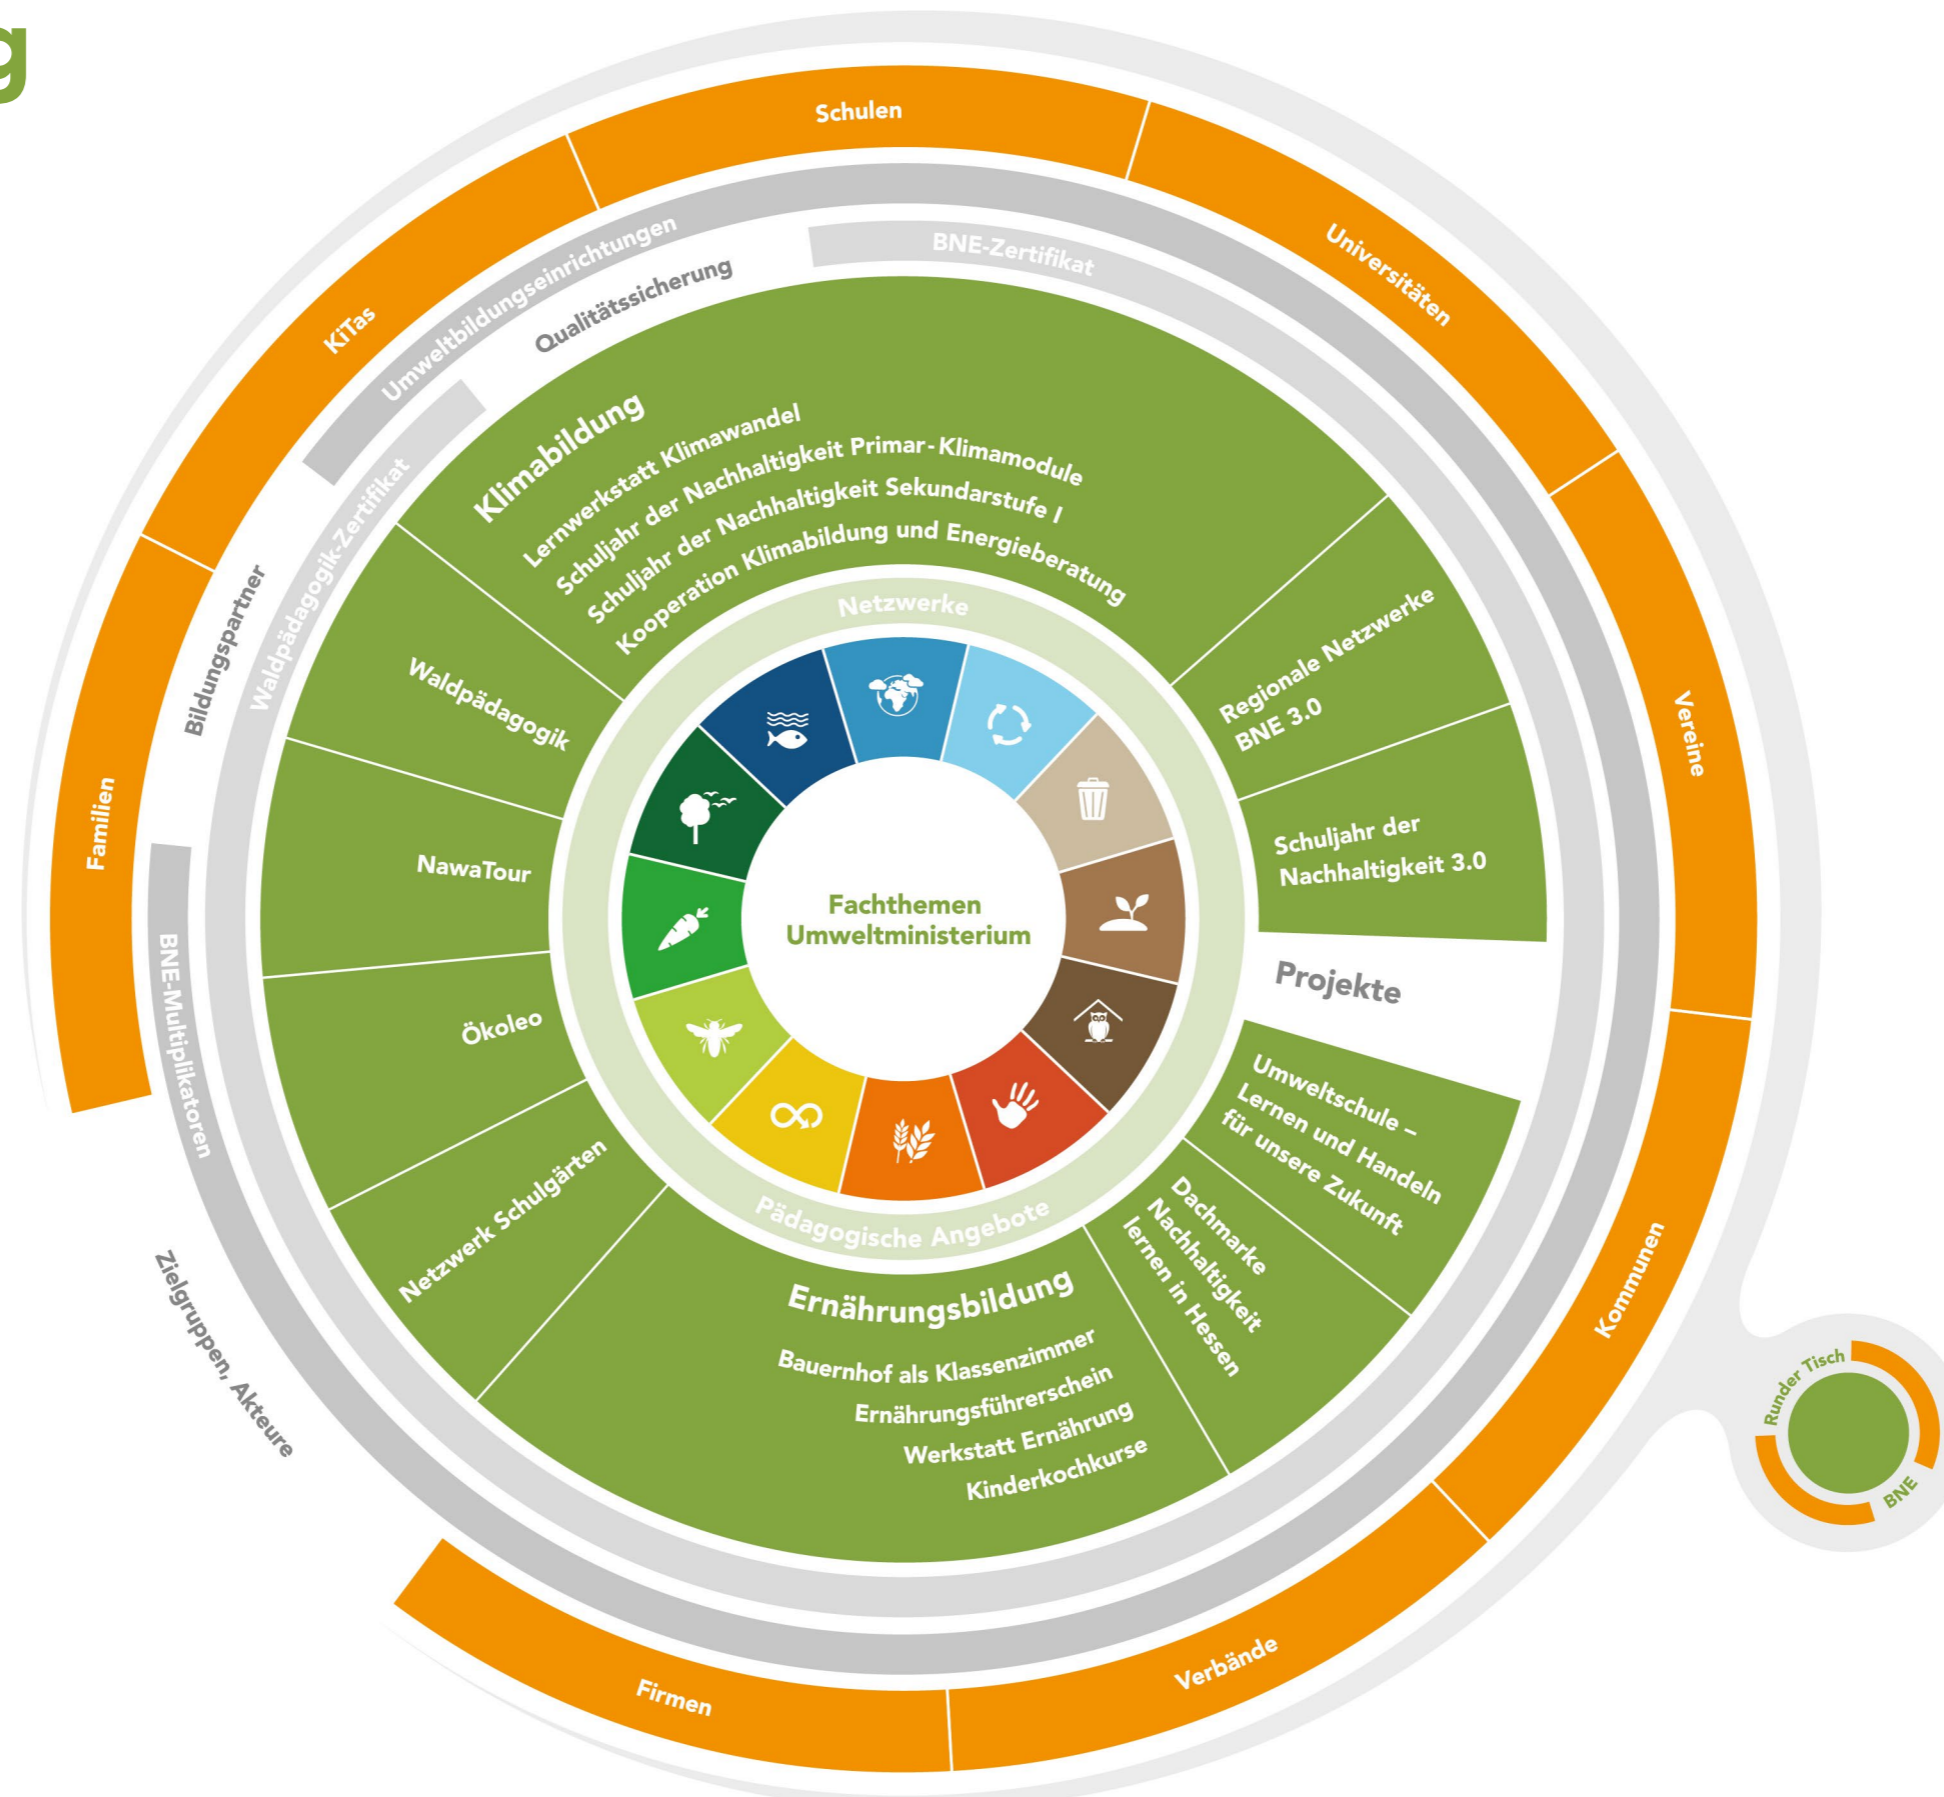 g
Schulen
Universitäten
Vereine
Kommunen
Verbände
Firmen
Familien
KiTas
Zielgruppen, Akteure
Umweltbildungseinrichtungen
BNE-Multiplikatoren
Bildungspartner
Qualitätssicherung
BNE-Zertifikat
Waldpädagogik-Zertifikat
Klimabildung
Lernwerkstatt Klimawandel
Schuljahr der Nachhaltigkeit Primar-Klimamodule
Schuljahr der Nachhaltigkeit Sekundarstufe I
Kooperation Klimabildung und Energieberatung
Regionale Netzwerke
BNE 3.0
Schuljahr der
Nachhaltigkeit 3.0
Projekte
Umweltschule –
Lernen und Handeln
für unsere Zukunft
Dachmarke
Nachhaltigkeit
lernen in Hessen
Ernährungsbildung
Bauernhof als Klassenzimmer
Ernährungsführerschein
Werkstatt Ernährung
Kinderkochkurse
Netzwerk Schulgärten
Ökoleo
NawaTour
Waldpädagogik
Netzwerke
Pädagogische Angebote
Fachthemen
Umweltministerium
Runder Tisch
BNE